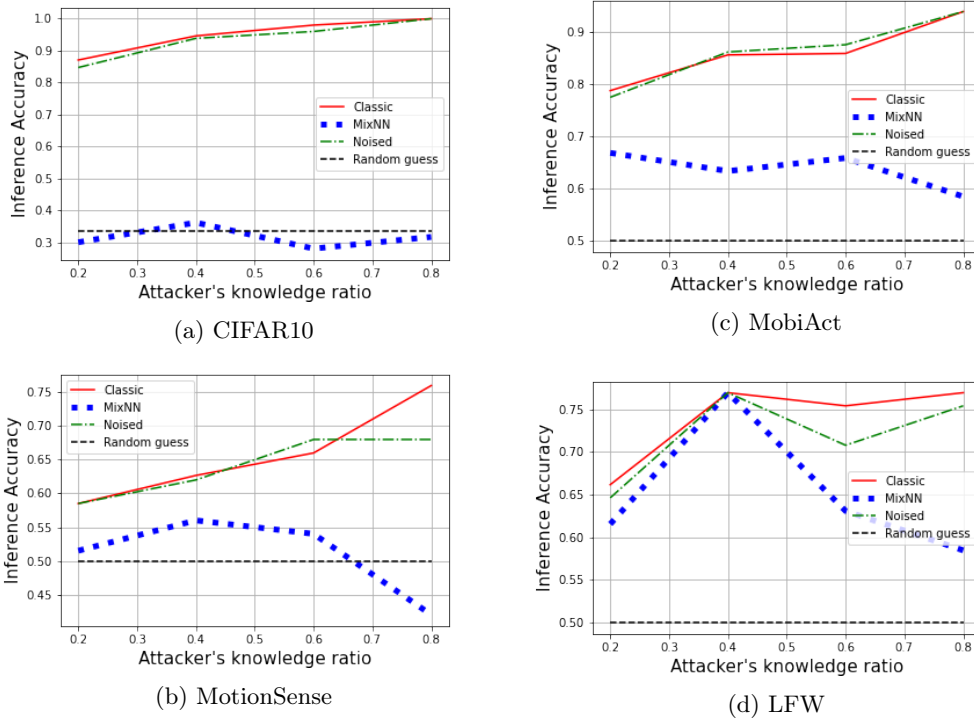 1.0
0.9
0.8
0.7
0.6
0.5
0.4
0.3
Inference Accuracy
Classic
MixNN
Noised
Random guess
0.2 0.3 0.4 0.5 0.6 0.7 0.8
Attacker's knowledge ratio
(a) CIFAR10
0.9
0.8
0.7
0.6
0.5
Inference Accuracy
Classic
MixNN
Noised
Random guess
0.2 0.3 0.4 0.5 0.6 0.7 0.8
Attacker's knowledge ratio
(c) MobiAct
0.75
0.70
0.65
0.60
0.55
0.50
0.45
Inference Accuracy
Classic
MixNN
Noised
Random guess
0.2 0.3 0.4 0.5 0.6 0.7 0.8
Attacker's knowledge ratio
(b) MotionSense
0.75
0.70
0.65
0.60
0.55
0.50
Inference Accuracy
Classic
MixNN
Noised
Random guess
0.2 0.3 0.4 0.5 0.6 0.7 0.8
Attacker's knowledge ratio
(d) LFW